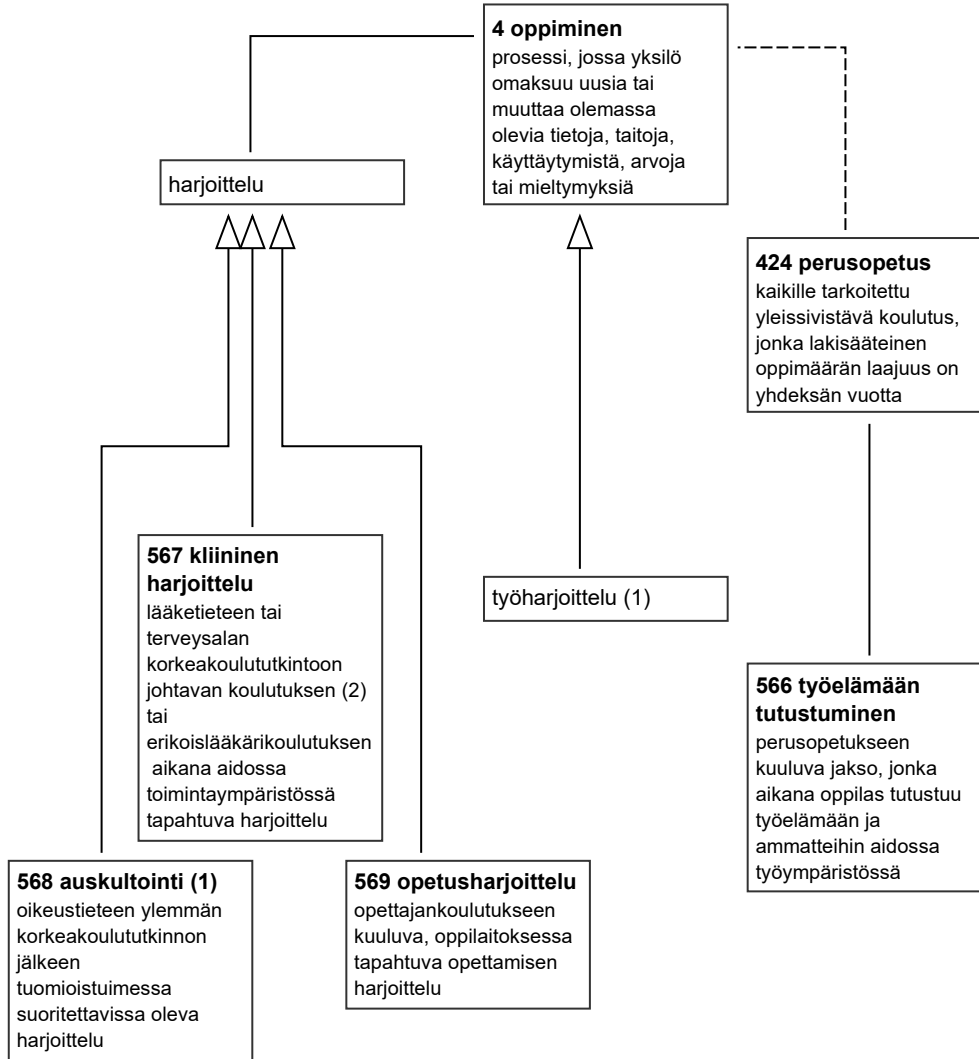 4 oppiminen
prosessi, jossa yksilö
omaksuu uusia tai
muuttaa olemassa
olevia tietoja, taitoja,
käyttäytymistä, arvoja
tai mieltymyksiä
harjoittelu
424 perusopetus
kaikille tarkoitettu
yleissivistävä koulutus,
jonka lakisääteinen
oppimäärän laajuus on
yhdeksän vuotta
567 kliininen
harjoittelu
lääketieteen tai
terveysalan
korkeakoulututkintoon
johtavan koulutuksen (2)
tai
erikoislääkärikoulutuksen
aikana aidossa
toimintaympäristössä
tapahtuva harjoittelu
työharjoittelu (1)
566 työelämään
tutustuminen
perusopetukseen
kuuluva jakso, jonka
aikana oppilas tutustuu
työelämään ja
ammatteihin aidossa
työympäristössä
568 auskultointi (1)
oikeustieteen ylemmän
korkeakoulututkinnon
jälkeen
tuomioistuimessa
suoritettavissa oleva
harjoittelu
569 opetusharjoittelu
opettajankoulutukseen
kuuluva, oppilaitoksessa
tapahtuva opettamisen
harjoittelu